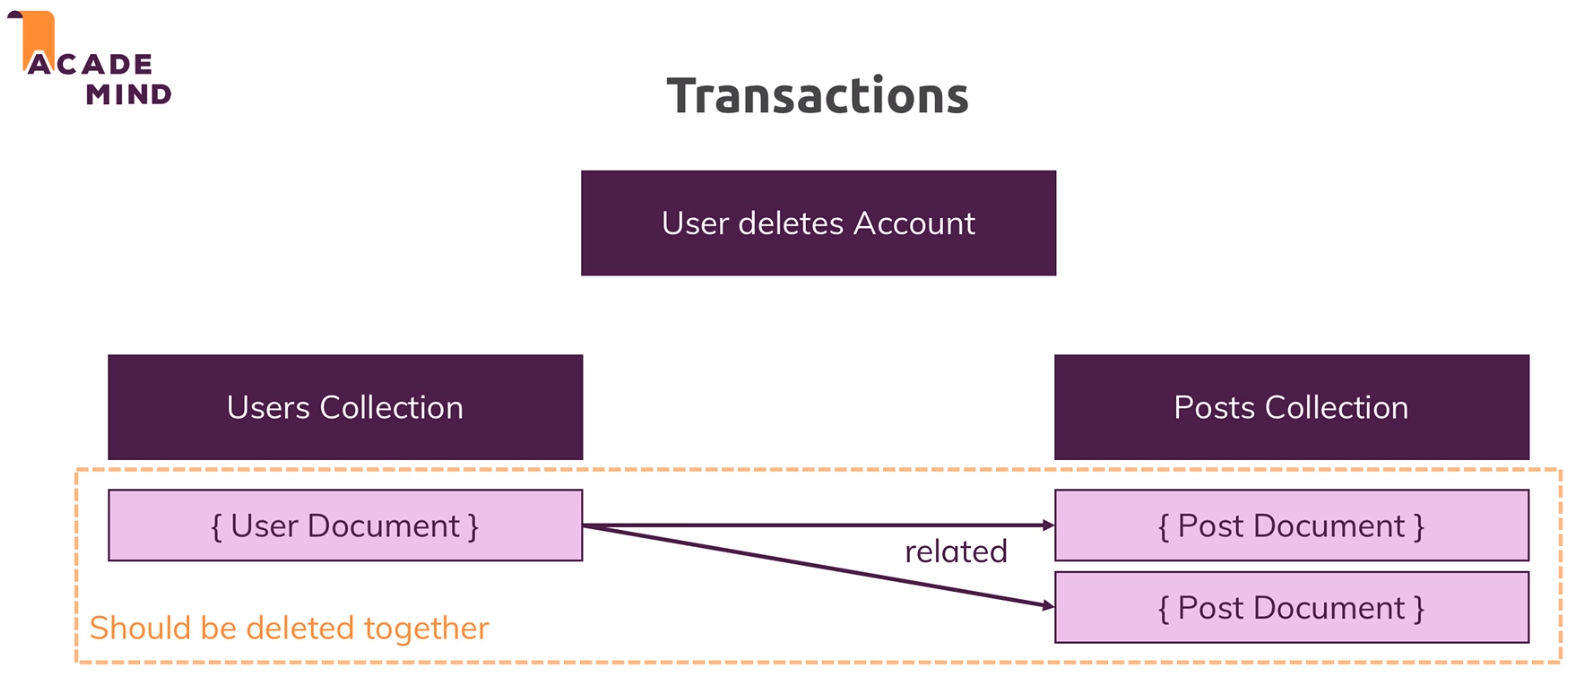 ACADE
MIND
Transactions
User deletes Account
Users Collection
Posts Collection
{ User Document }
{ Post Document }
related
{ Post Document }
Should be deleted together